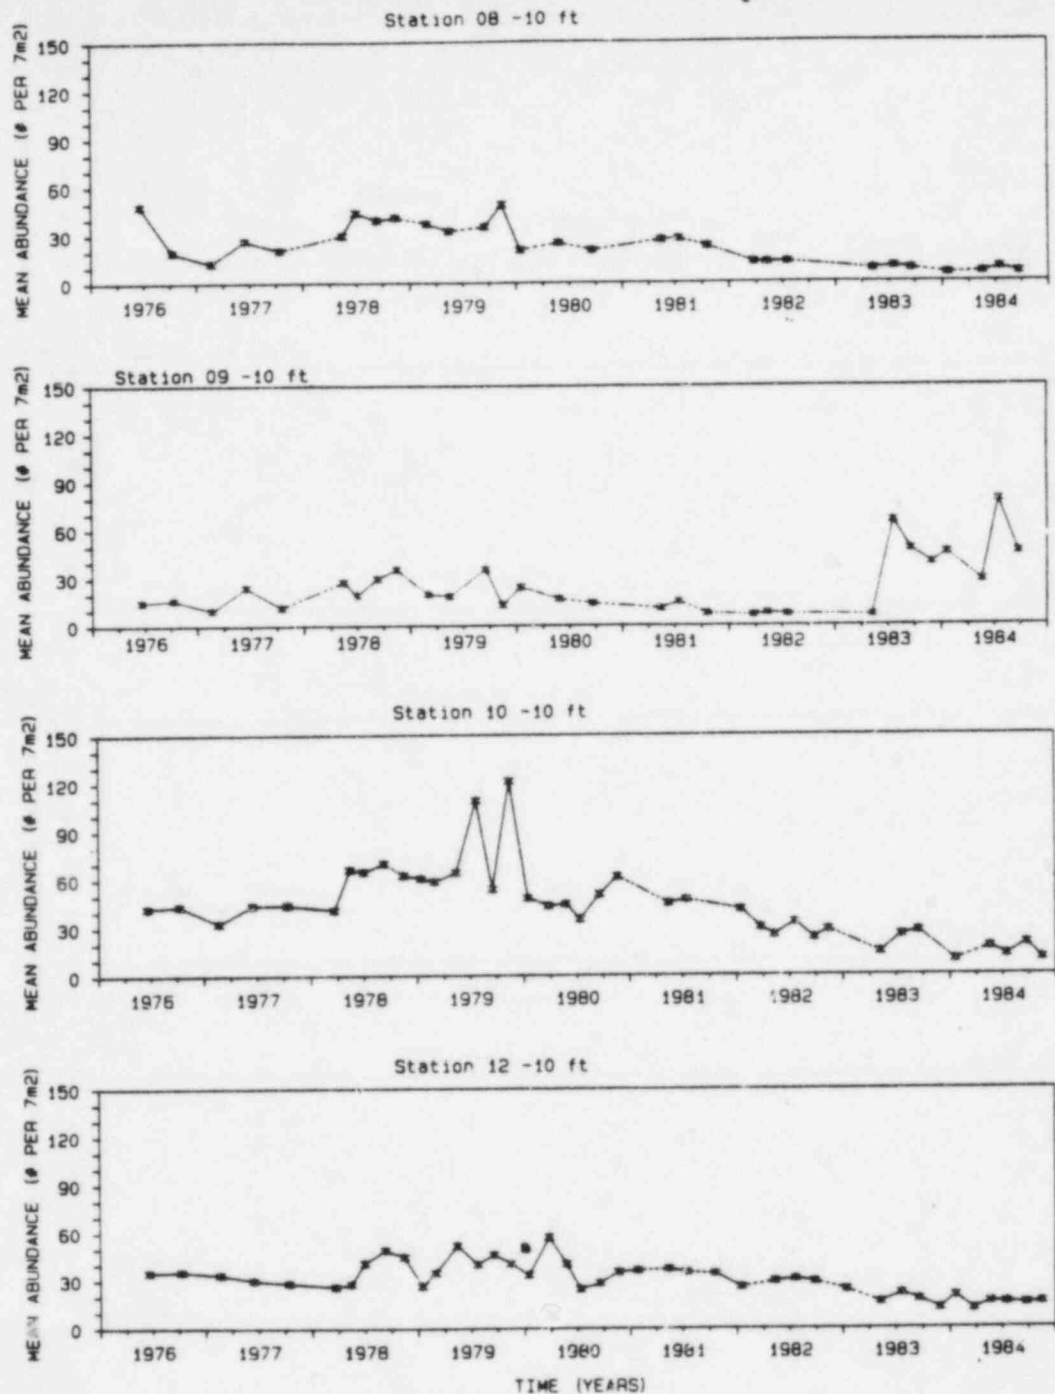 Station 08 -10 ft
MEAN ABUNDANCE (# PER 7m2)
150
120
90
60
30
0
1976 1977 1978 1979 1980 1981 1982 1983 1984
Station 09 -10 ft
MEAN ABUNDANCE (# PER 7m2)
150
120
90
60
30
0
1976 1977 1978 1979 1980 1981 1982 1983 1984
Station 10 -10 ft
MEAN ABUNDANCE (# PER 7m2)
150
120
90
60
30
0
1976 1977 1978 1979 1980 1981 1982 1983 1984
Station 12 -10 ft
MEAN ABUNDANCE (# PER 7m2)
150
120
90
60
30
0
1976 1977 1978 1979 1980 1981 1982 1983 1984
TIME (YEARS)